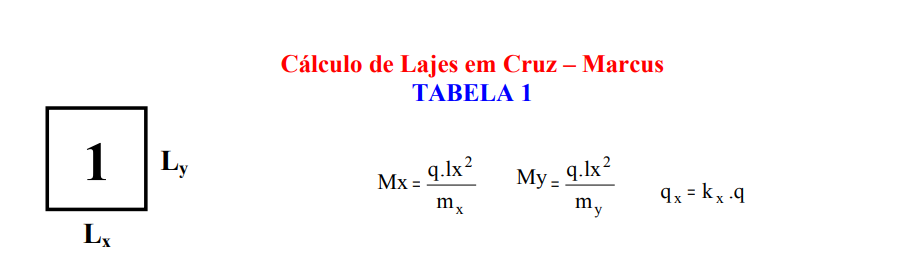 Cálculo de Lajes em Cruz – Marcus
TABELA 1
1
Ly
Lx
Mx = q.lx²/mx
My = q.lx²/my
qx = kx.q